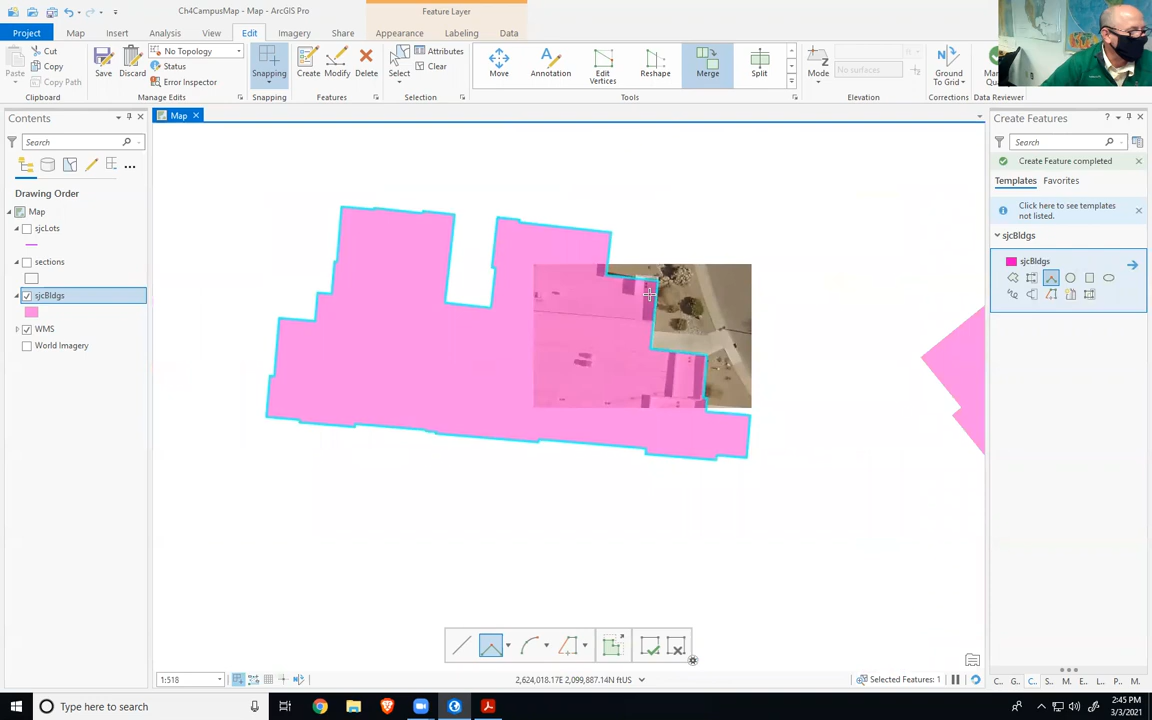 Ch4CampusMap - Map - ArcGIS Pro
Feature Layer
Project
Map
Insert
Analysis
View
Edit
Imagery
Share
Appearance
Labeling
Data
Paste
Cut
Copy
Copy Path
Clipboard
Save
Discard
No Topology
Status
Error Inspector
Manage Edits
Snapping
Snapping
Create
Modify
Delete
Features
Select
Attributes
Clear
Selection
Move
Annotation
Edit
Vertices
Reshape
Merge
Split
Tools
Mode
No surfaces
Elevation
Ground
To Grid
Corrections
Data Reviewer
Contents
Search
Drawing Order
Map
sjcLots
sections
sjcBldgs
WMS
World Imagery
Map
Create Features
Search
Create Feature completed
Templates
Favorites
Click here to see templates
not listed.
sjcBldgs
sjcBldgs
1:518
2,624,018.17E 2,099,887.14N ftUS
Selected Features: 1
C...
G...
C...
S...
M...
E...
L...
P...
M...
Type here to search
2:45 PM
3/3/2021